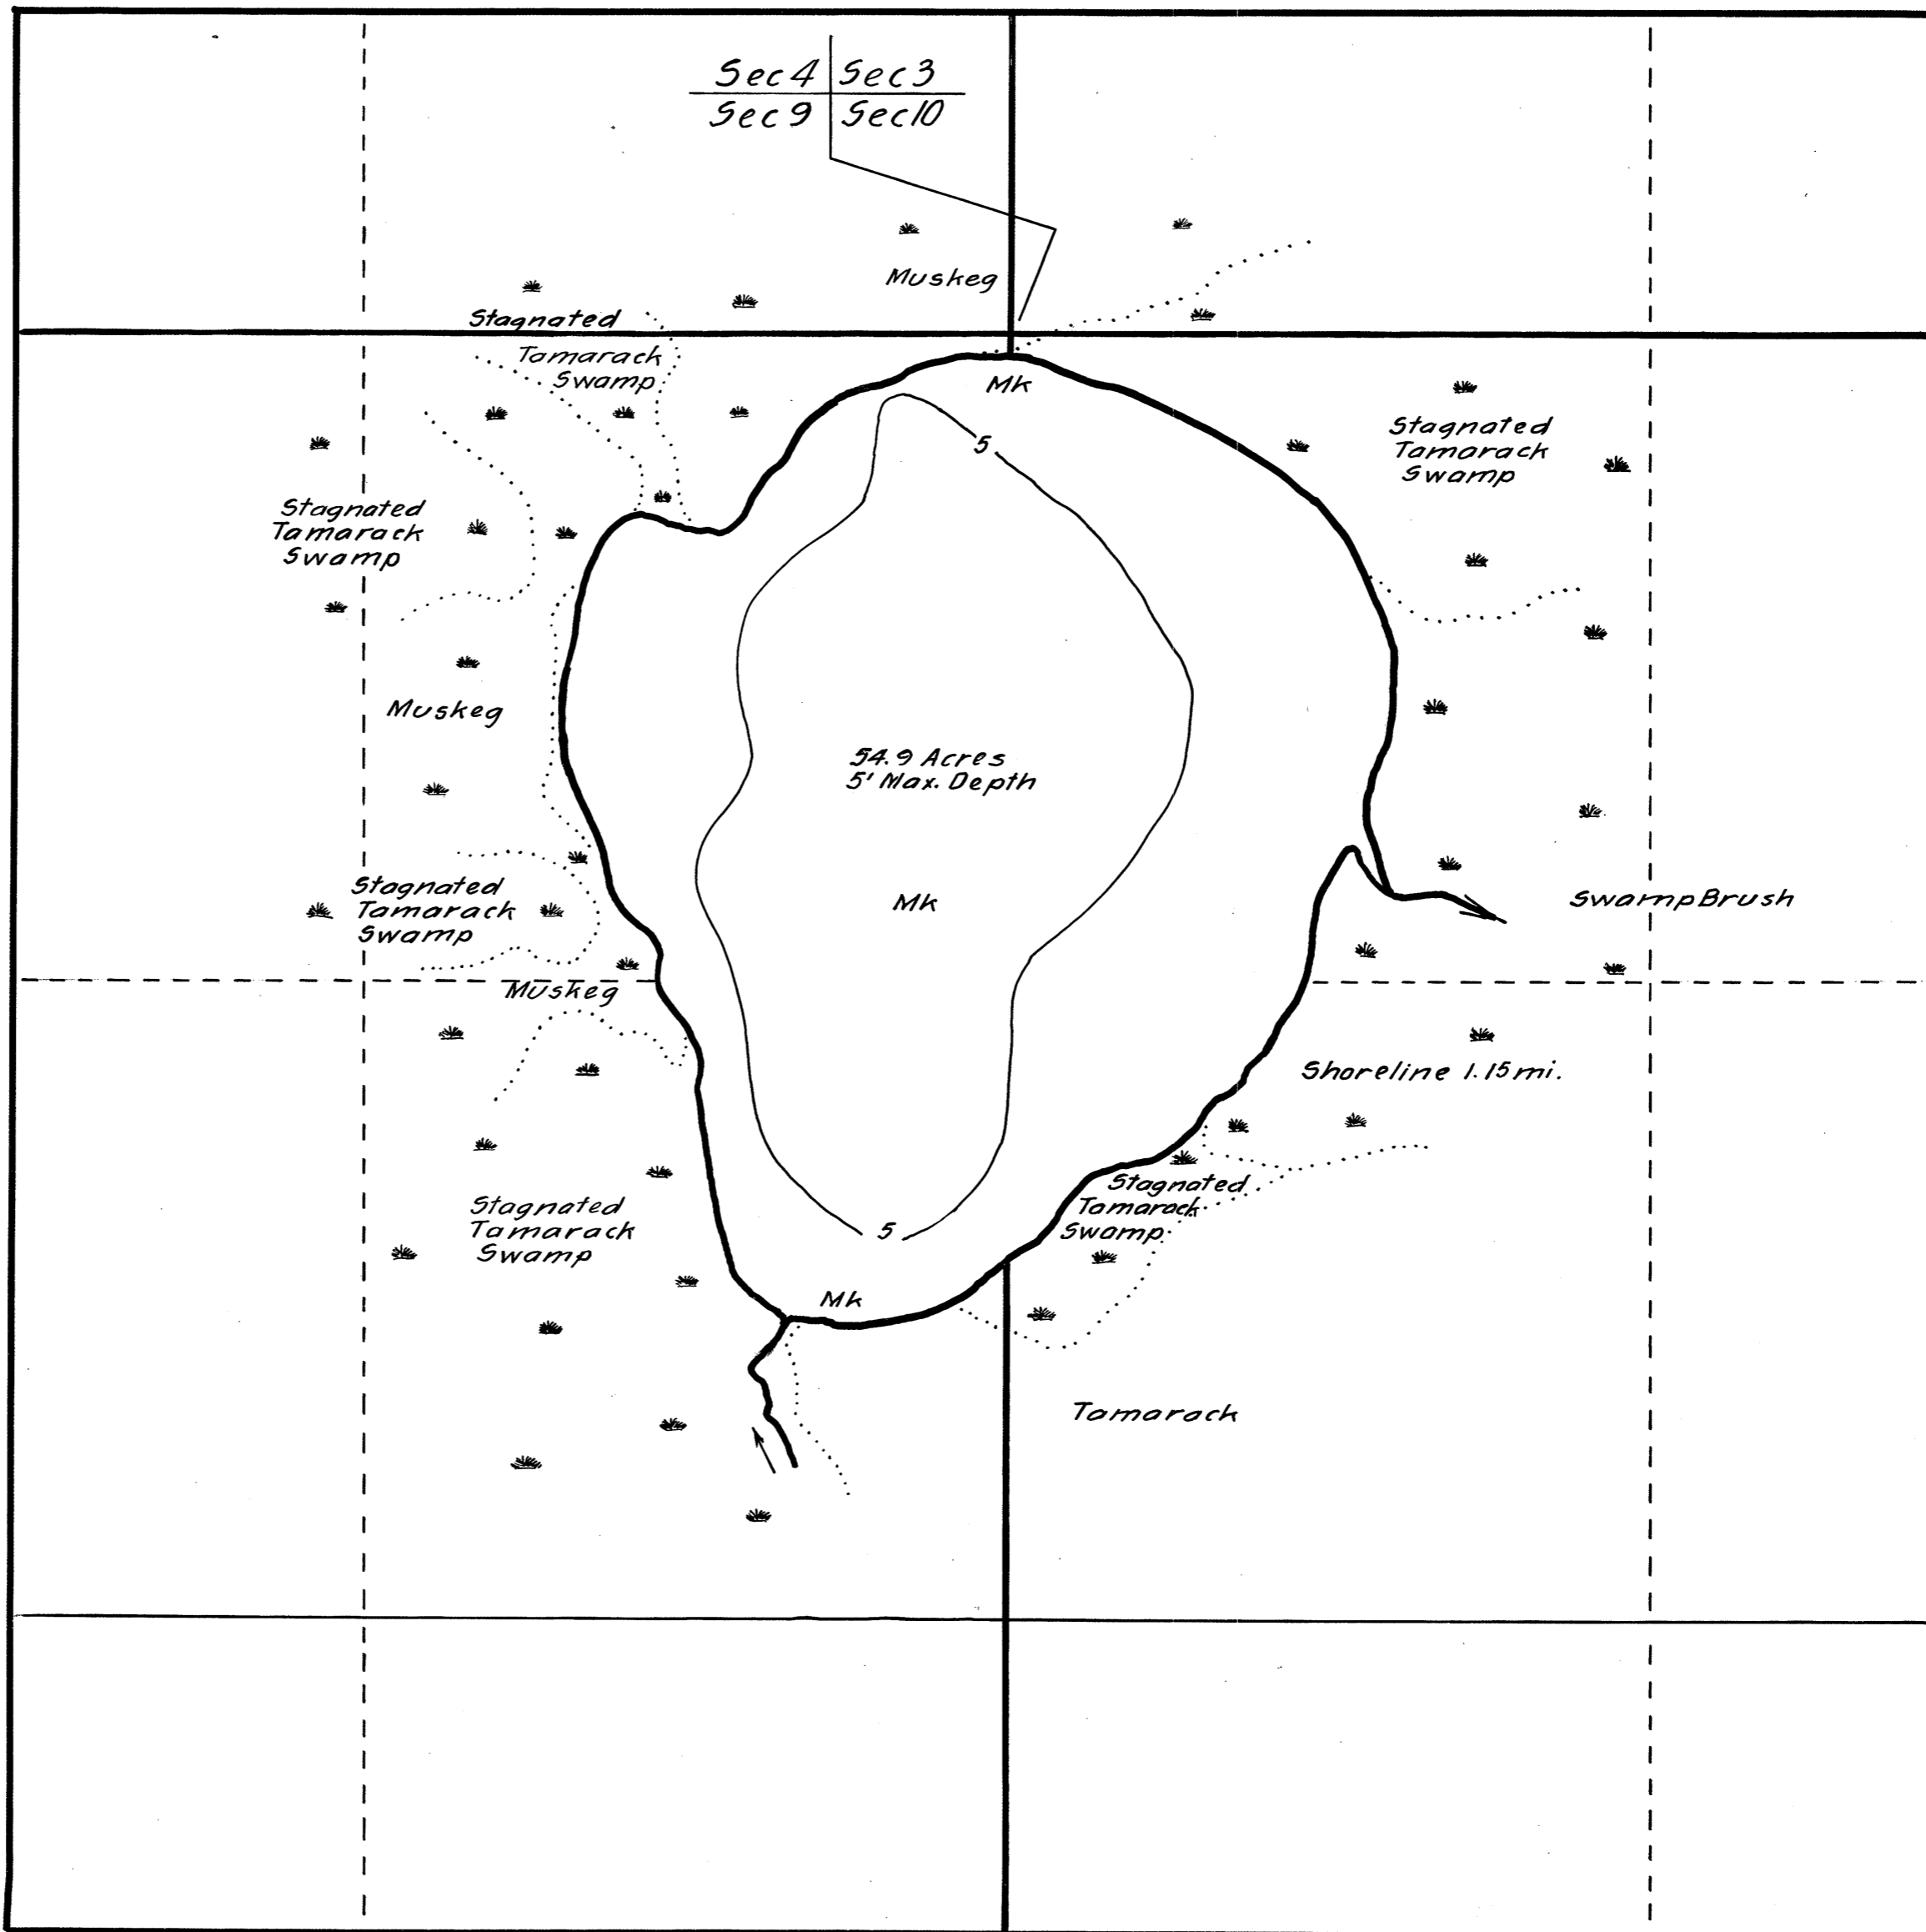 Sec 4 Sec 3
Sec 9 Sec 10
Muskeg
Stagnated
Tamarack
Swamp
Mk
5
Stagnated
Tamarack
Swamp
Stagnated
Tamarack
Swamp
Muskeg
54.9 Acres
5' Max. Depth
Stagnated
Tamarack
Swamp
Mk
Swamp Brush
Muskeg
Shoreline 1.15 mi.
Stagnated
Tamarack
Swamp
Stagnated
Tamarack
Swamp
5
Mk
Tamarack